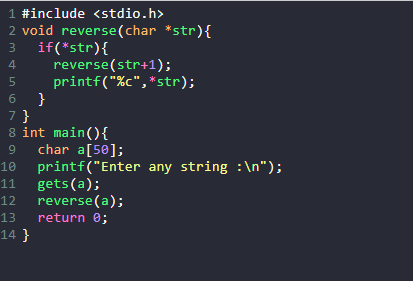 1 #include <stdio.h>
2 void reverse(char *str){
3   if(*str){
4     reverse(str+1);
5     printf("%c",*str);
6   }
7 }
8 int main(){
9   char a[50];
10   printf("Enter any string :\n");
11   gets(a);
12   reverse(a);
13   return 0;
14 }